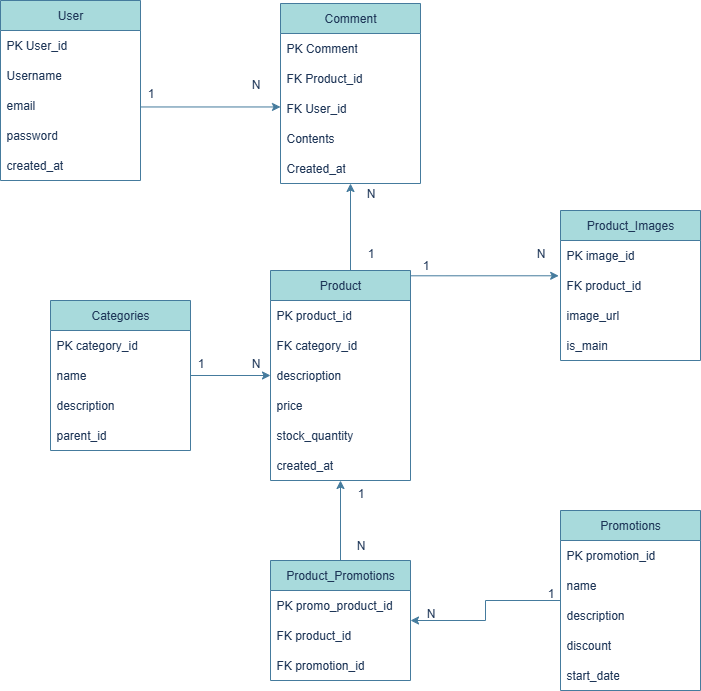 User
PK User_id
Username
email
password
created_at
1
N
Comment
PK Comment
FK Product_id
FK User_id
Contents
Created_at
N
1
Product_Images
PK image_id
FK product_id
image_url
is_main
1
N
Product
PK product_id
FK category_id
descrioption
price
stock_quantity
created_at
Categories
PK category_id
name
description
parent_id
1
N
1
N
Product_Promotions
PK promo_product_id
FK product_id
FK promotion_id
N
1
Promotions
PK promotion_id
name
description
discount
start_date